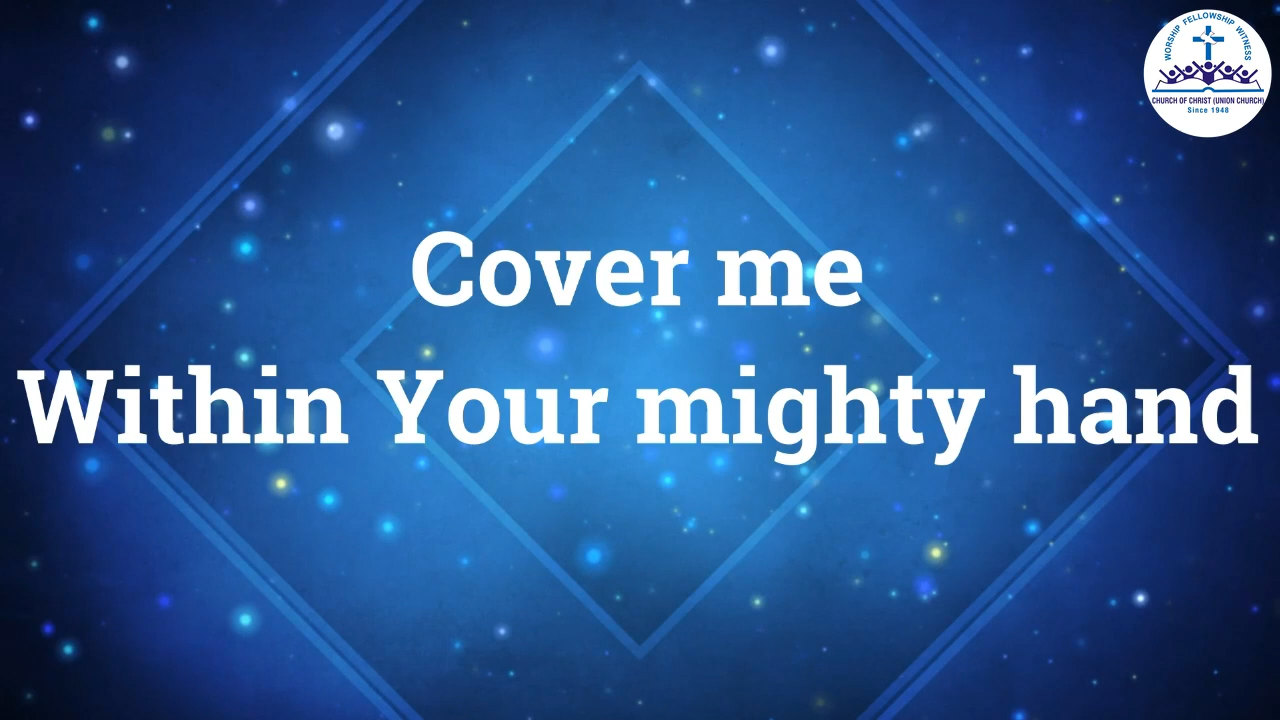 WORSHIP FELLOWSHIP WITNESS
CHURCH OF CHRIST (UNION CHURCH)
Since 1948
Cover me
Within Your mighty hand